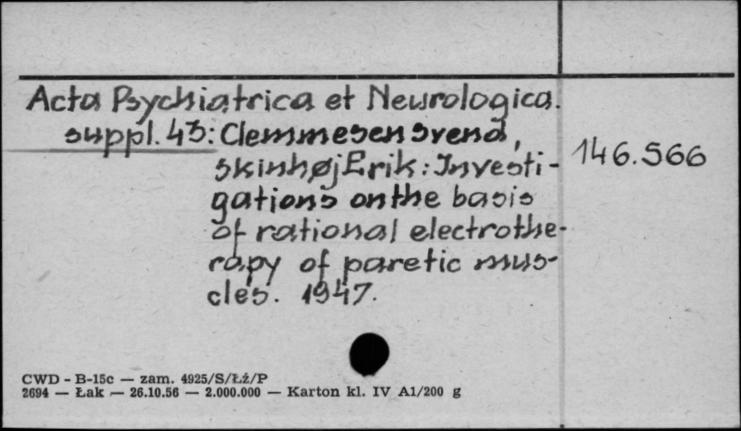 Acta Psychiatrica et Neurologica.
suppl. 43: Clemmesen Svend,
Skinhøj Erik: Investi-
gations on the basis
of rational electrothe-
rapy of paretic mus-
cles. 1947.
146.566
CWD - B-15c — zam. 4925/S/Łż/P
2694 — Łak — 26.10.56 — 2.000.000 — Karton kl. IV A1/200 g